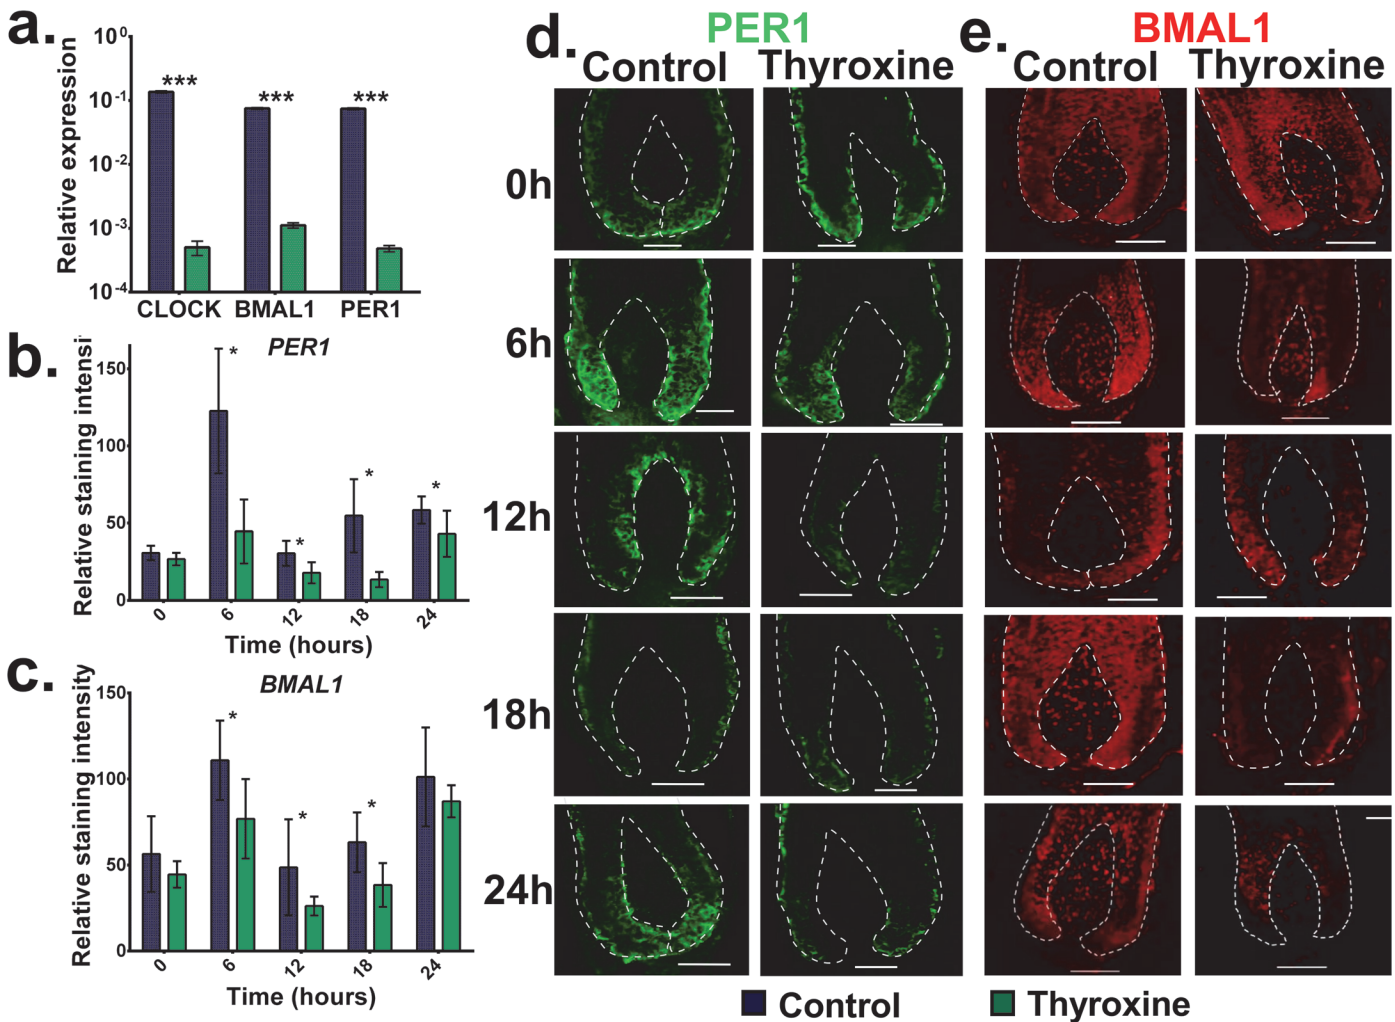 a.
Relative expression
10⁰
10⁻¹
10⁻²
10⁻³
10⁻⁴
***
***
***
CLOCK
BMAL1
PER1
b.
PER1
Relative staining intensi
150
100
50
0
*
*
*
*
0
6
12
18
24
Time (hours)
c.
BMAL1
Relative staining intensity
150
100
50
0
*
*
*
0
6
12
18
24
Time (hours)
d.
PER1
Control Thyroxine
0h
6h
12h
18h
24h
e.
BMAL1
Control Thyroxine
Control
Thyroxine